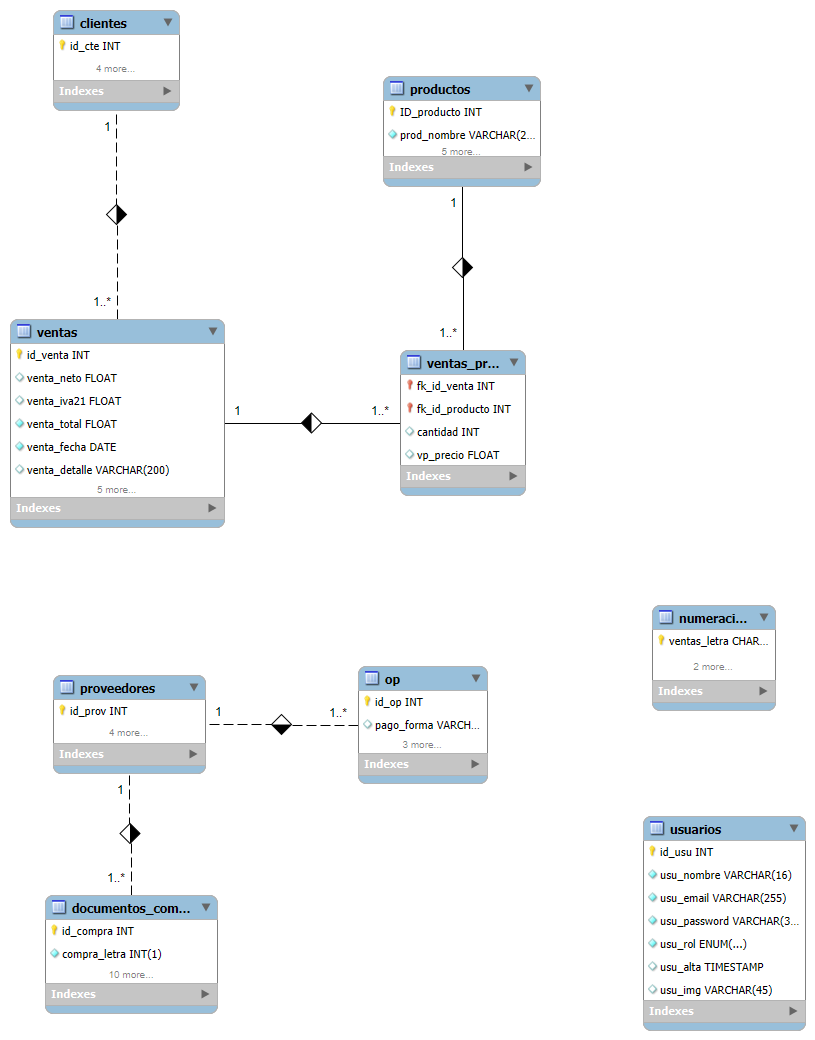 clientes
id_cte INT
4 more...
Indexes
1
1..*
productos
ID_producto INT
prod_nombre VARCHAR(2...
5 more...
Indexes
1
1..*
ventas
id_venta INT
venta_neto FLOAT
venta_iva21 FLOAT
venta_total FLOAT
venta_fecha DATE
venta_detalle VARCHAR(200)
5 more...
Indexes
1
1..*
ventas_pr...
fk_id_venta INT
fk_id_producto INT
cantidad INT
vp_precio FLOAT
Indexes
numeraci...
ventas_letra CHAR...
2 more...
Indexes
proveedores
id_prov INT
4 more...
Indexes
1
1..*
op
id_op INT
pago_forma VARCH...
3 more...
Indexes
1
1..*
documentos_com...
id_compra INT
compra_letra INT(1)
10 more...
Indexes
usuarios
id_usu INT
usu_nombre VARCHAR(16)
usu_email VARCHAR(255)
usu_password VARCHAR(3...
usu_rol ENUM(...)
usu_alta TIMESTAMP
usu_img VARCHAR(45)
Indexes